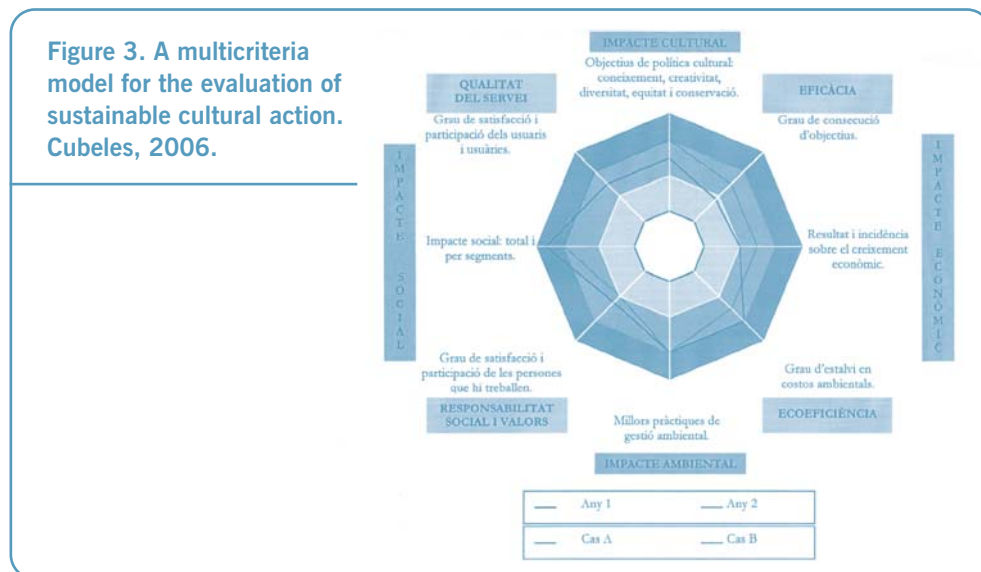 Figure 3. A multicriteria
model for the evaluation of
sustainable cultural action.
Cubeles, 2006.
IMPACTE CULTURAL
Objectius de política cultural:
coneixement, creativitat,
diversitat, equitat i conservació.
QUALITAT
DEL SERVEI
Grau de satisfacció i
participació dels usuaris
i usuàries.
EFICÀCIA
Grau de consecució
d'objectius.
IMPACTE SOCIAL
Impacte social: total i
per segments.
Resultat i incidència
sobre el creixement
econòmic.
IMPACTE ECONÒMIC
Grau de satisfacció i
participació de les persones
que hi treballen.
RESPONSABILITAT
SOCIAL I VALORS
Grau d'estalvi en
costos ambientals.
ECOEFICIÈNCIA
Millors pràctiques de
gestió ambiental.
IMPACTE AMBIENTAL
Any 1 Any 2
Cas A Cas B